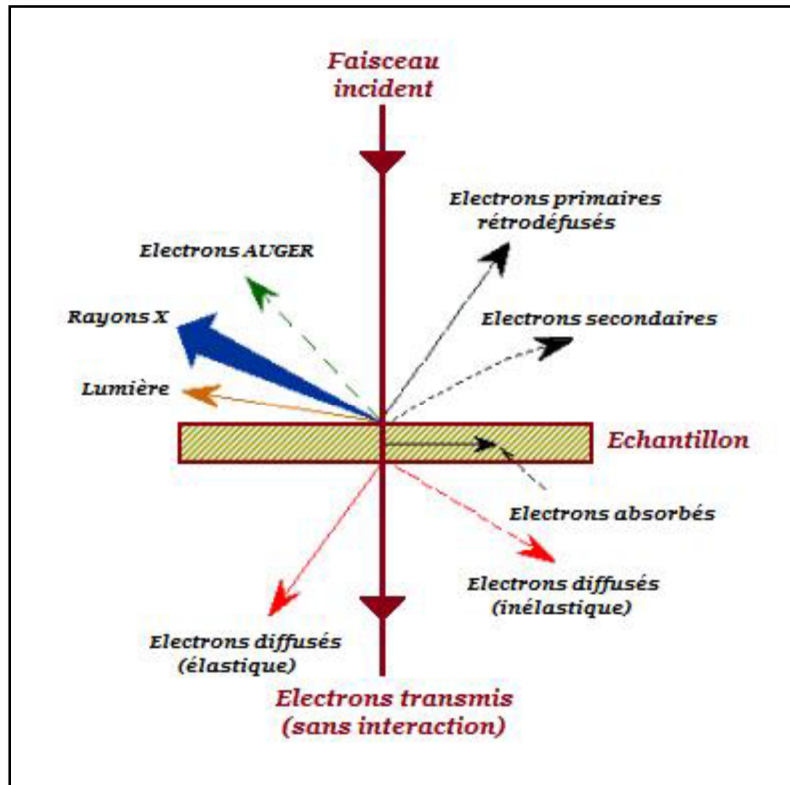 Faisceau
incident
Electrons primaires
rétrodéfusés
Electrons AUGER
Rayons X
Electrons secondaires
Lumière
Echantillon
Electrons absorbés
Electrons diffusés
(inélastique)
Electrons diffusés
(élastique)
Electrons transmis
(sans interaction)